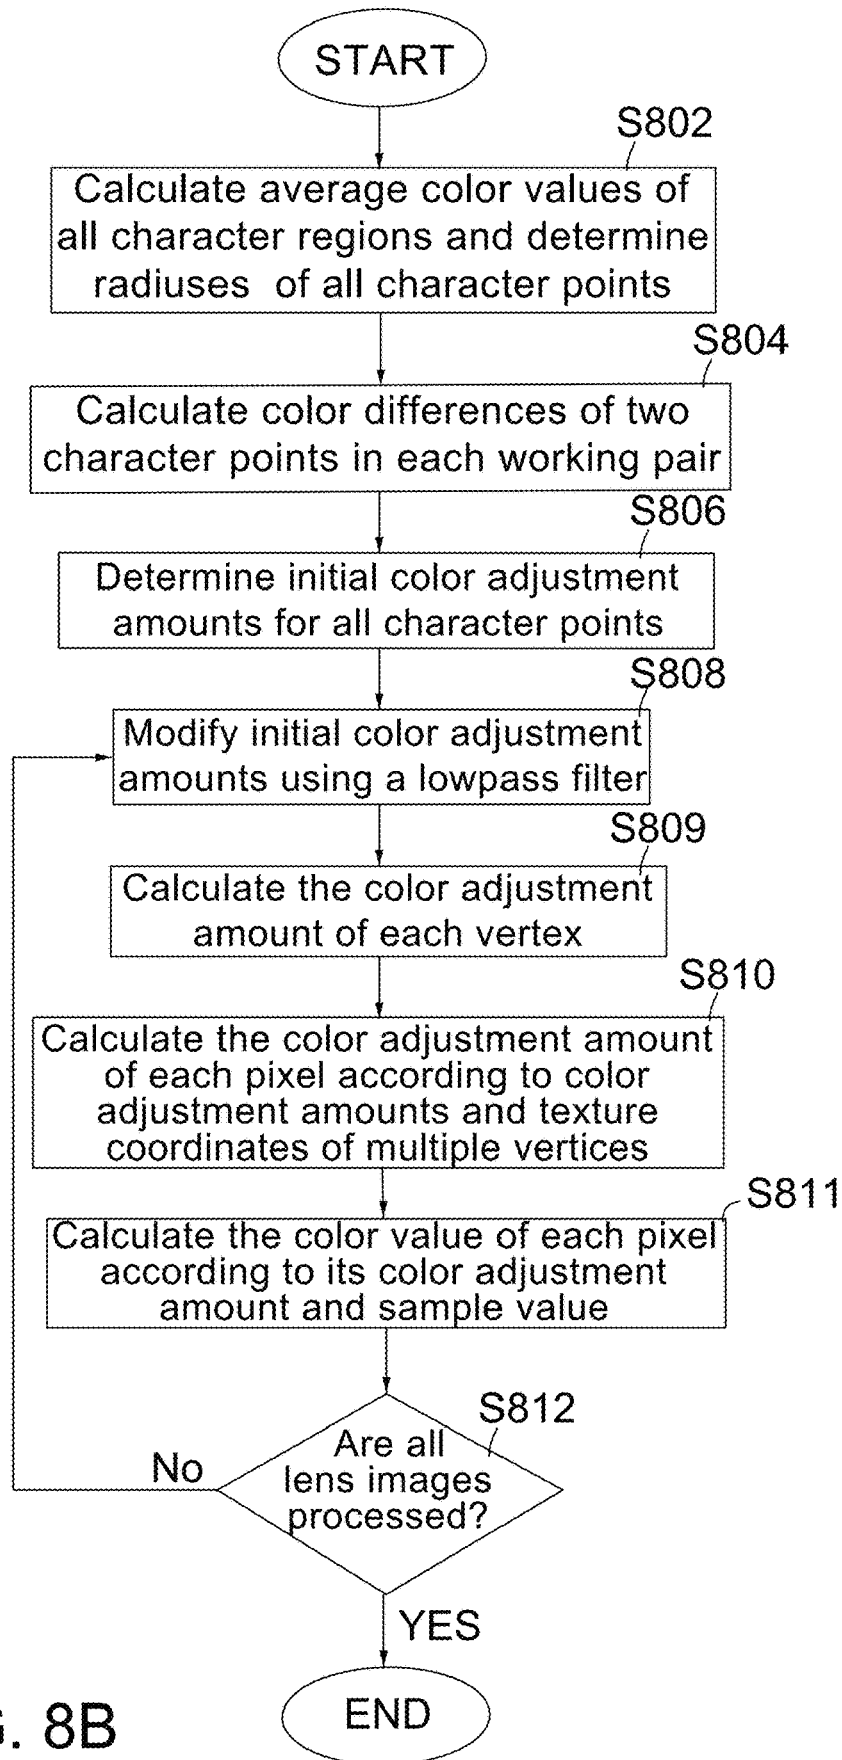 START
S802
Calculate average color values of
all character regions and determine
radiuses of all character points
S804
Calculate color differences of two
character points in each working pair
S806
Determine initial color adjustment
amounts for all character points
S808
Modify initial color adjustment
amounts using a lowpass filter
S809
Calculate the color adjustment
amount of each vertex
S810
Calculate the color adjustment amount
of each pixel according to color
adjustment amounts and texture
coordinates of multiple vertices
S811
Calculate the color value of each pixel
according to its color adjustment
amount and sample value
S812
Are all
lens images
processed?
No
YES
END
8B